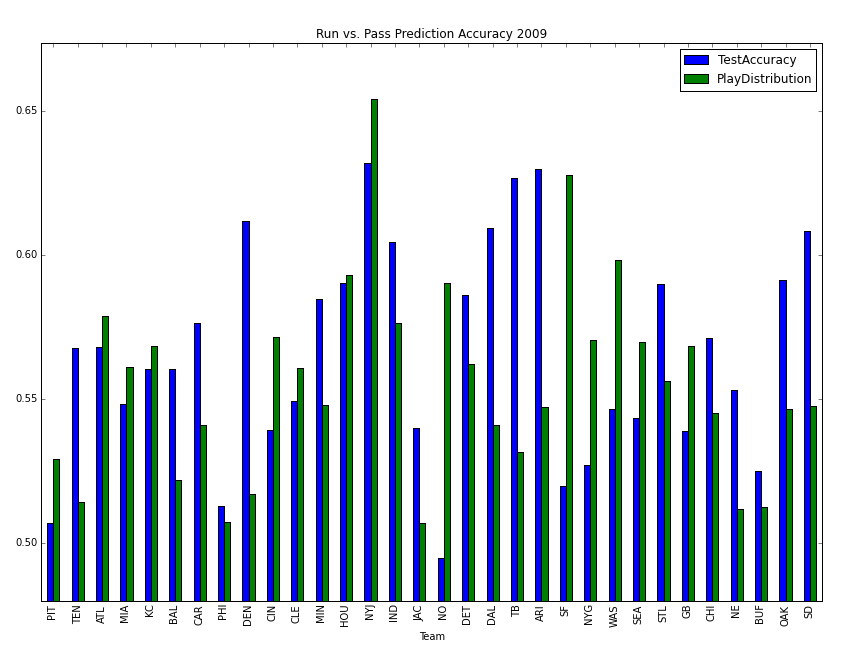 Run vs. Pass Prediction Accuracy 2009
TestAccuracy
PlayDistribution
0.65
0.60
0.55
0.50
PIT
TEN
ATL
MIA
KC
BAL
CAR
PHI
DEN
CIN
CLE
MIN
HOU
NYJ
IND
JAC
NO
DET
DAL
TB
ARI
SF
NYG
WAS
SEA
STL
GB
CHI
NE
BUF
OAK
SD
Team